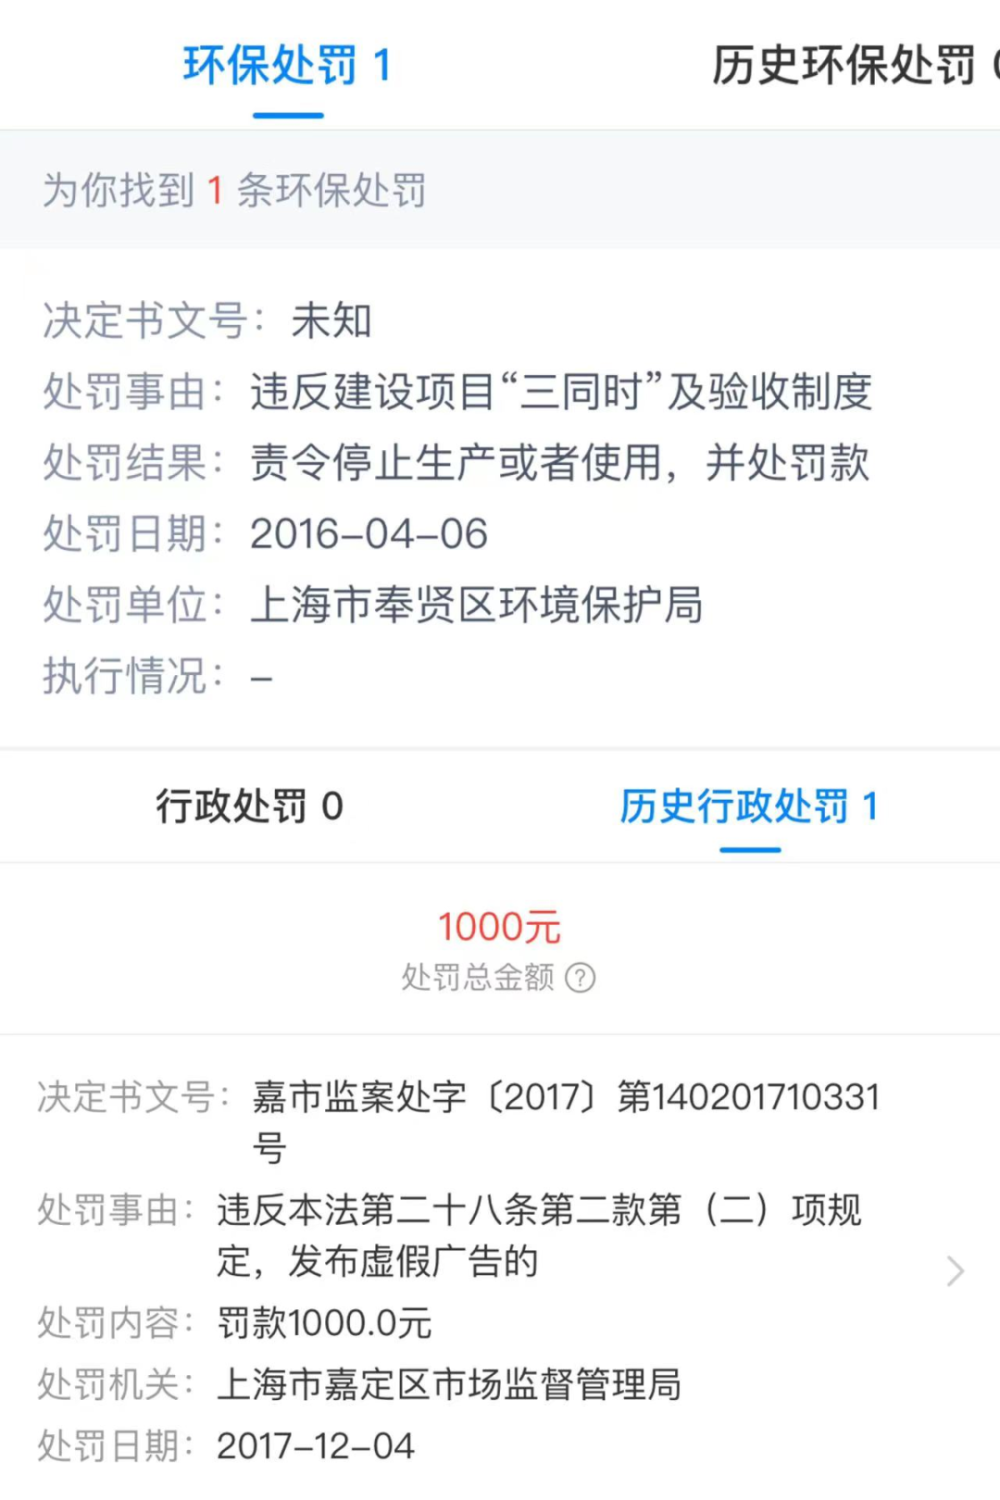 环保处罚 1
历史环保处罚
为你找到 1 条环保处罚
决定书文号： 未知
处罚事由： 违反建设项目“三同时”及验收制度
处罚结果： 责令停止生产或者使用，并处罚款
处罚日期： 2016-04-06
处罚单位： 上海市奉贤区环境保护局
执行情况： -
行政处罚 0
历史行政处罚 1
1000元
处罚总金额 ?
决定书文号： 嘉市监案处字〔2017〕第140201710331
号
处罚事由： 违反本法第二十八条第二款第（二）项规
定，发布虚假广告的
处罚内容： 罚款1000.0元
处罚机关： 上海市嘉定区市场监督管理局
处罚日期： 2017-12-04